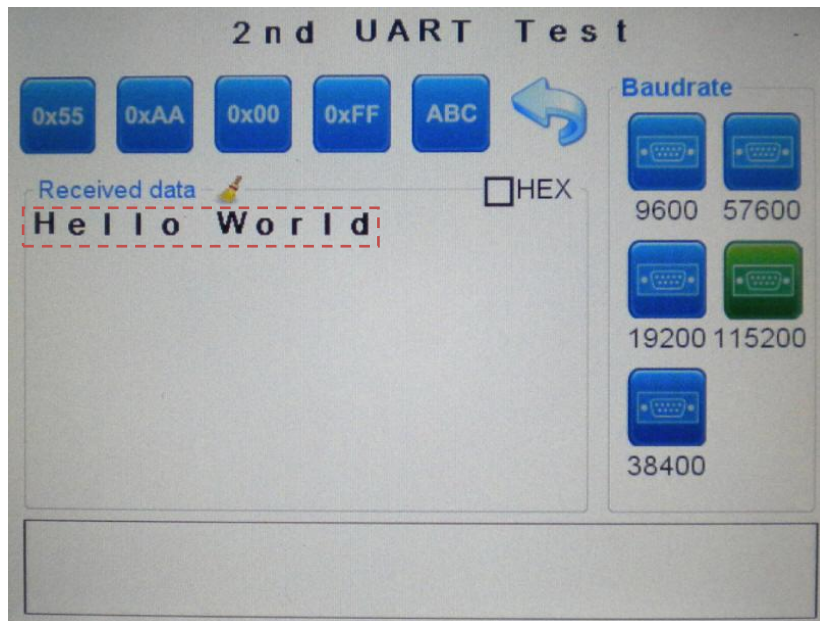 2nd UART Test
0x55 0xAA 0x00 0xFF ABC
Baudrate
Received data
HEX
Hello World
9600 57600
19200 115200
38400